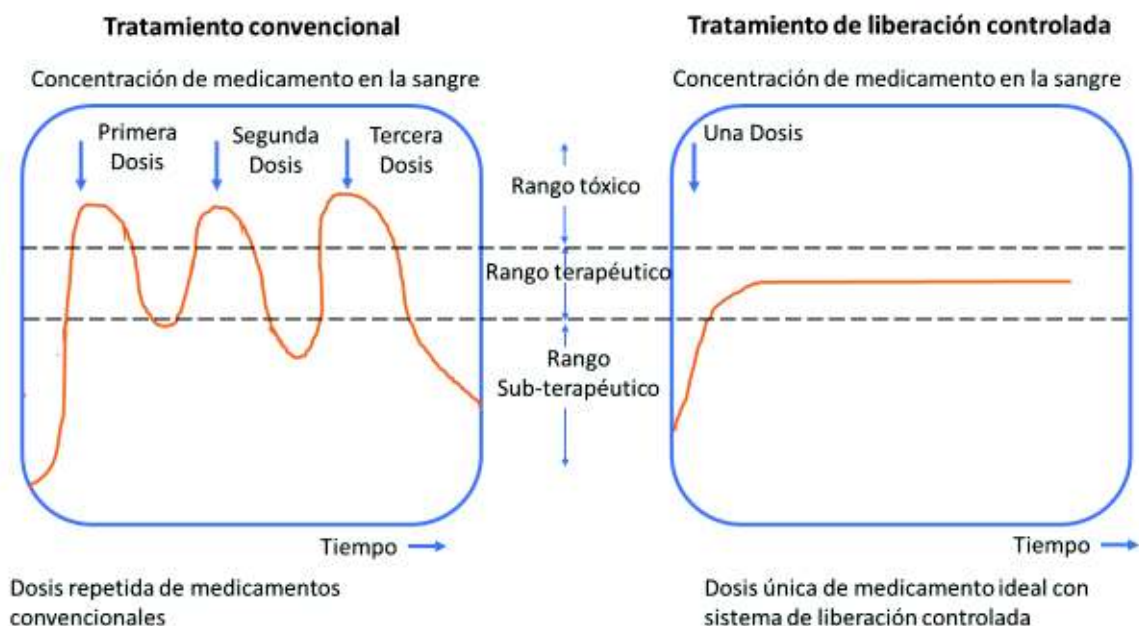 Tratamiento convencional
Concentración de medicamento en la sangre
Primera
Dosis
Segunda
Dosis
Tercera
Dosis
Tiempo
Dosis repetida de medicamentos
convencionales
Rango tóxico
Rango terapéutico
Rango
Sub-terapéutico
Tratamiento de liberación controlada
Concentración de medicamento en la sangre
Una Dosis
Tiempo
Dosis única de medicamento ideal con
sistema de liberación controlada